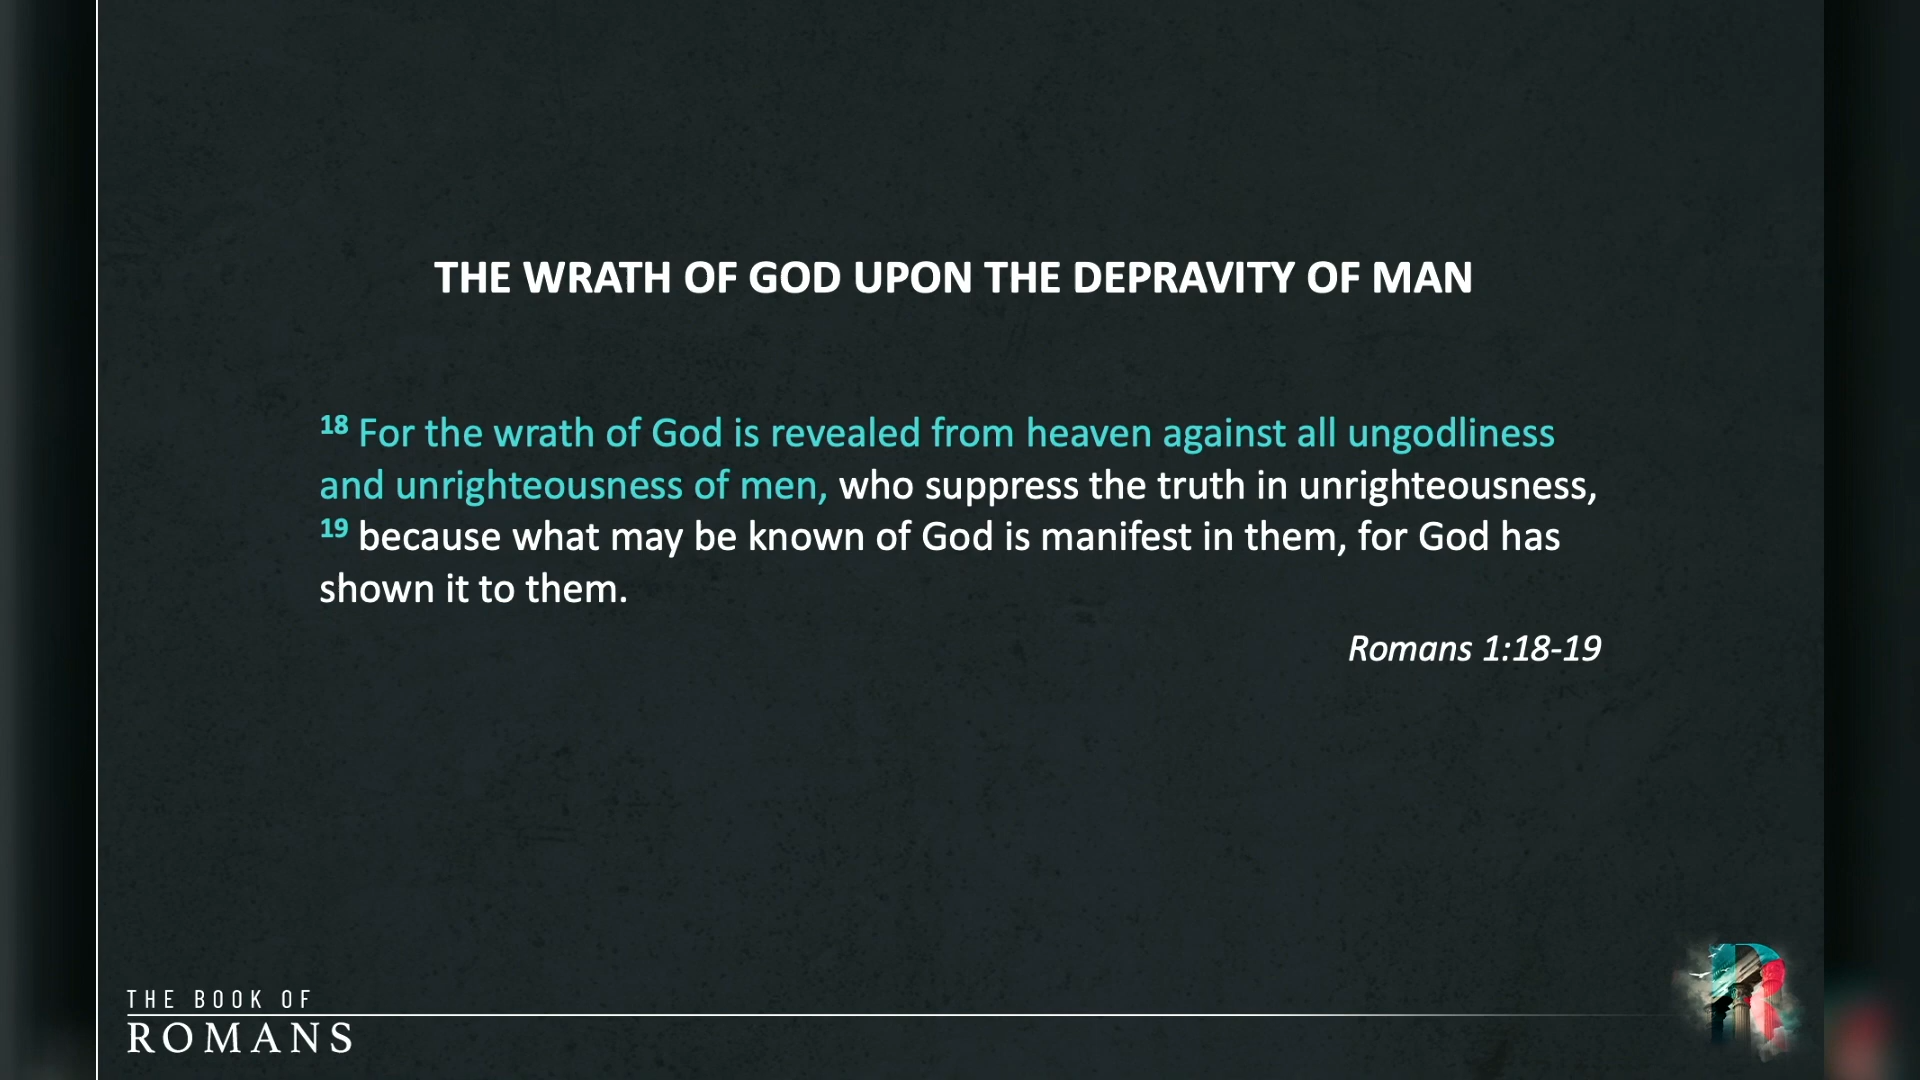 THE WRATH OF GOD UPON THE DEPRAVITY OF MAN
18 For the wrath of God is revealed from heaven against all ungodliness
and unrighteousness of men, who suppress the truth in unrighteousness,
19 because what may be known of God is manifest in them, for God has
shown it to them.
Romans 1:18-19
THE BOOK OF
ROMANS
R